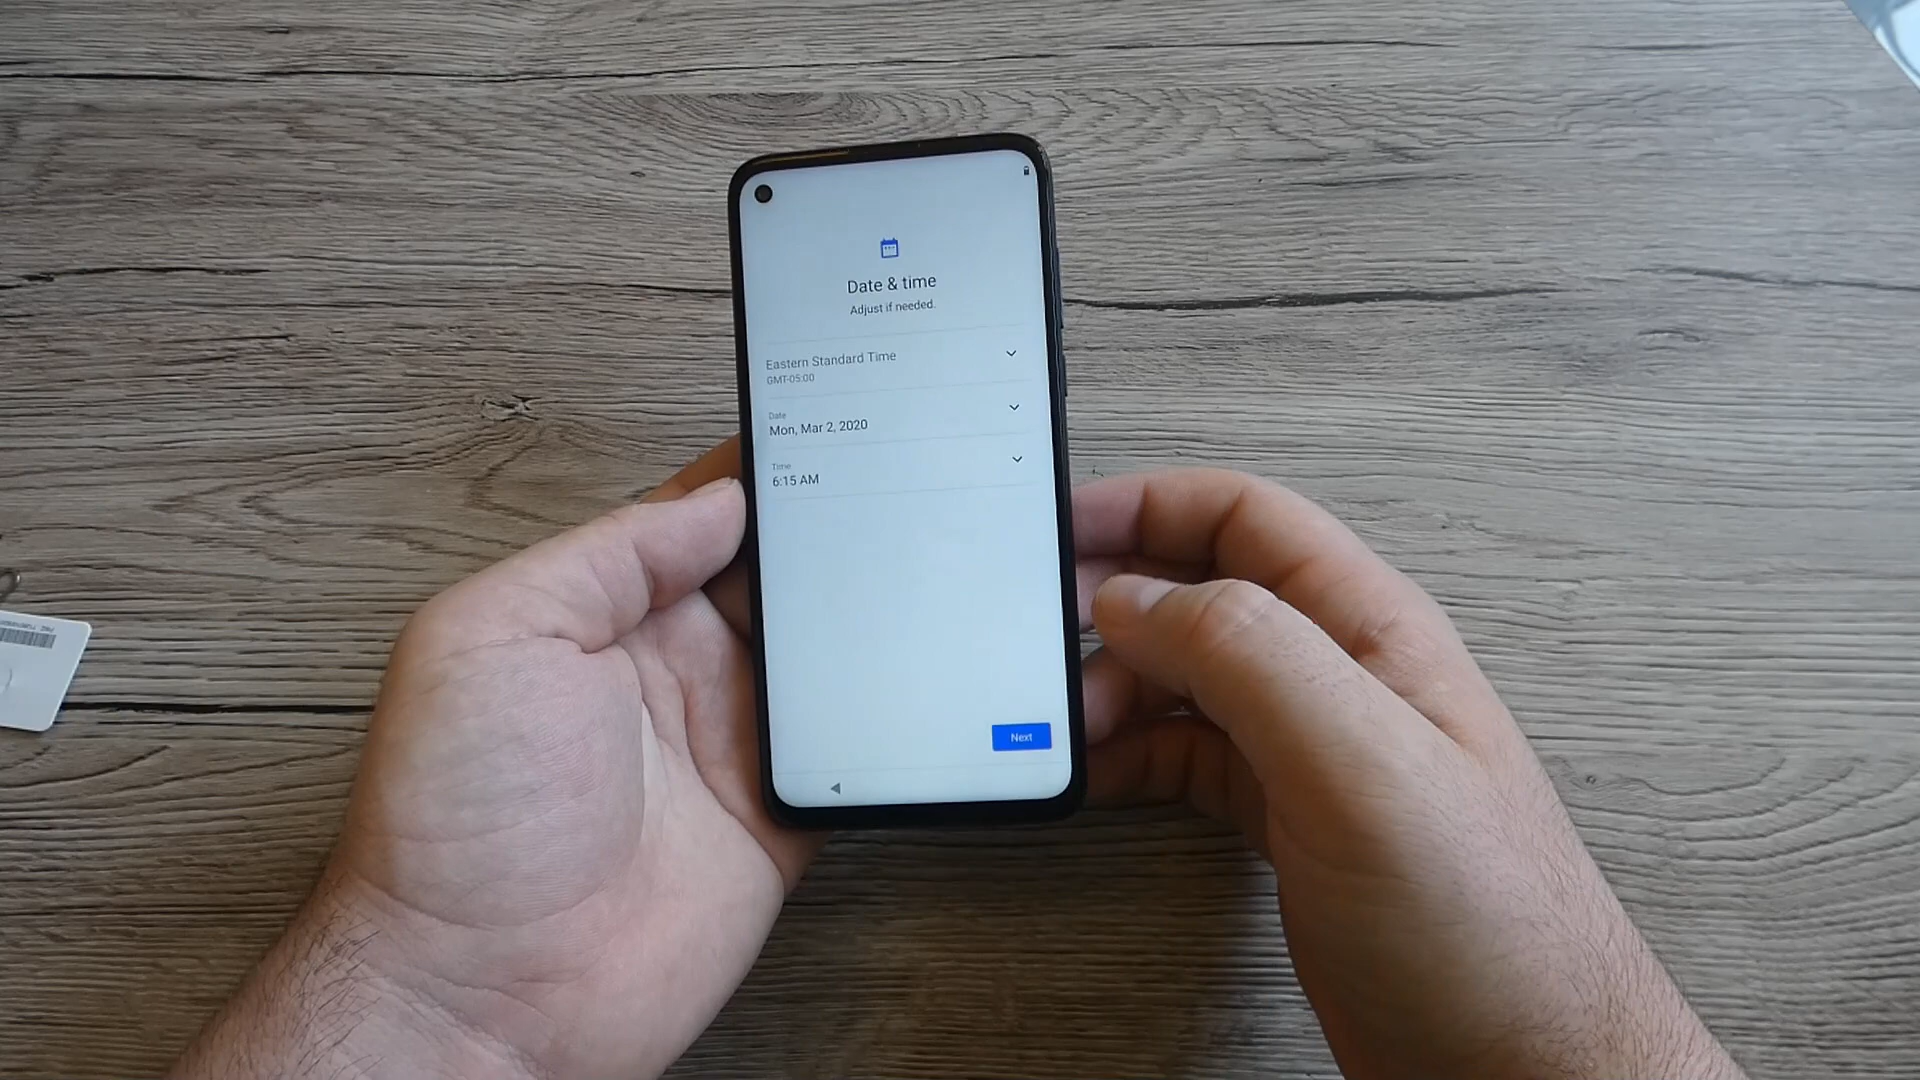 Date & time
Adjust if needed.
Eastern Standard Time
GMT-05:00
Date
Mon, Mar 2, 2020
Time
6:15 AM
Next